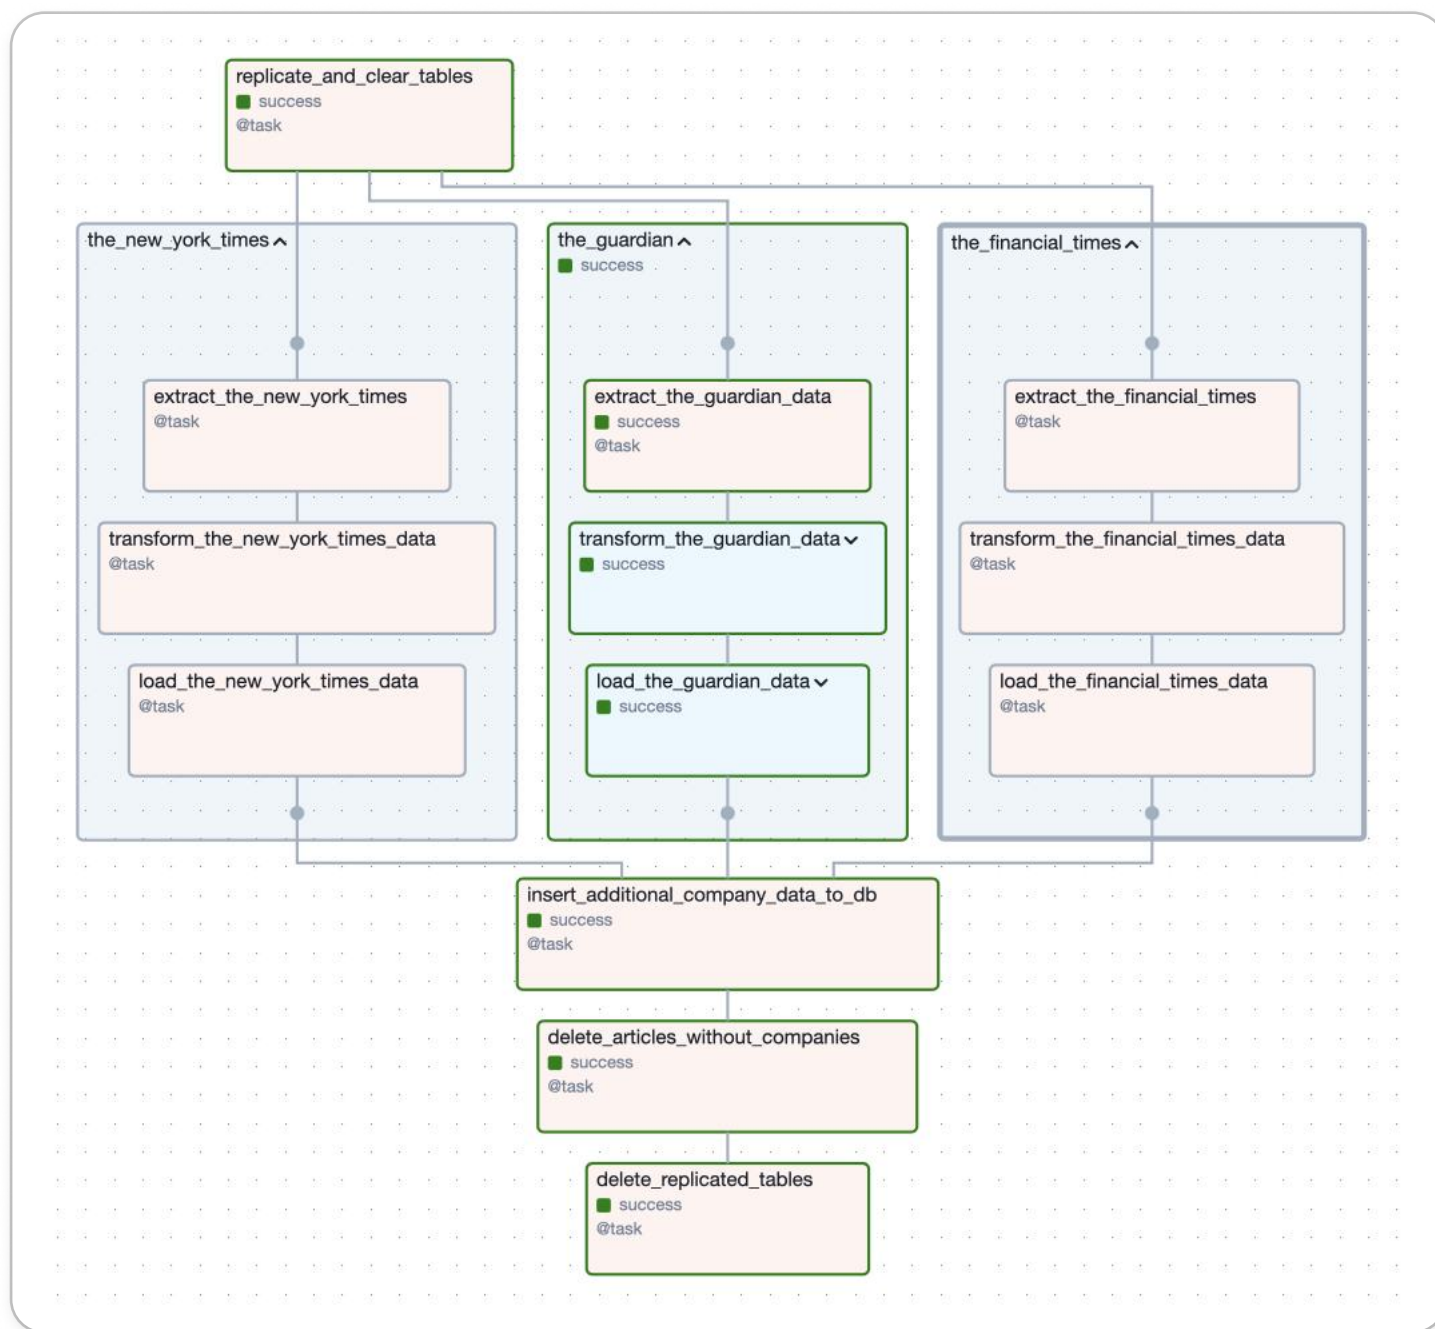 replicate_and_clear_tables
success
@task
the_new_york_times
the_guardian
success
the_financial_times
extract_the_new_york_times
@task
extract_the_guardian_data
success
@task
extract_the_financial_times
@task
transform_the_new_york_times_data
@task
transform_the_guardian_data
success
transform_the_financial_times_data
@task
load_the_new_york_times_data
@task
load_the_guardian_data
success
load_the_financial_times_data
@task
insert_additional_company_data_to_db
success
@task
delete_articles_without_companies
success
@task
delete_replicated_tables
success
@task